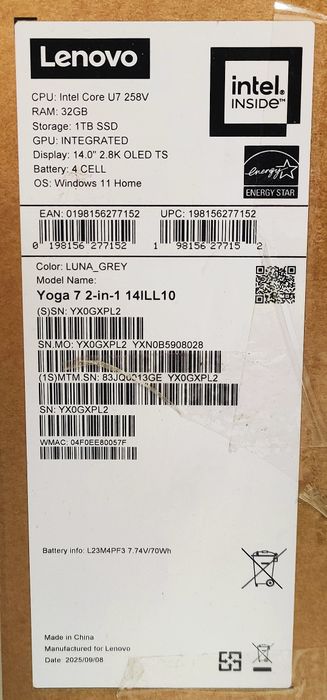 Lenovo
intel.
INSIDE™
CPU: Intel Core U7 258V
RAM: 32GB
Storage: 1TB SSD
GPU: INTEGRATED
Display: 14.0" 2.8K OLED TS
Battery: 4 CELL
OS: Windows 11 Home
energy
ENERGY STAR
EAN: 0198156277152
UPC: 198156277152
0 198156 277152
1 98156 27715 2
Color: LUNA_GREY
Model Name:
Yoga 7 2-in-1 14ILL10
(S)SN: YX0GXPL2
SN.MO: YX0GXPL2 YXN0B5908028
(1S)MTM.SN: YX0GXPL2
SN: YX0GXPL2
WMAC: 04F0EE80057F
Battery info: L23M4PF3 7.74V/70Wh
Made in China
Manufactured for Lenovo
Date 2025/09/08